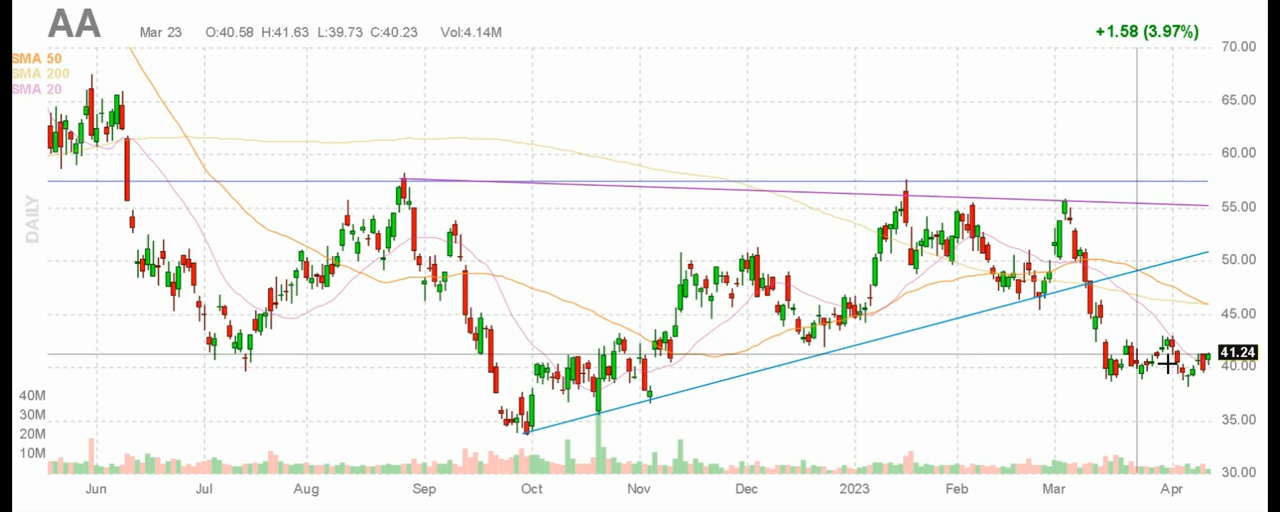 AA
Mar 23 O:40.58 H:41.63 L:39.73 C:40.23 Vol:4.14M
+1.58 (3.97%)
SMA 50
SMA 200
SMA 20
DAILY
70.00
65.00
60.00
55.00
50.00
45.00
41.24
40.00
35.00
30.00
40M
30M
20M
10M
Jun Jul Aug Sep Oct Nov Dec 2023 Feb Mar Apr